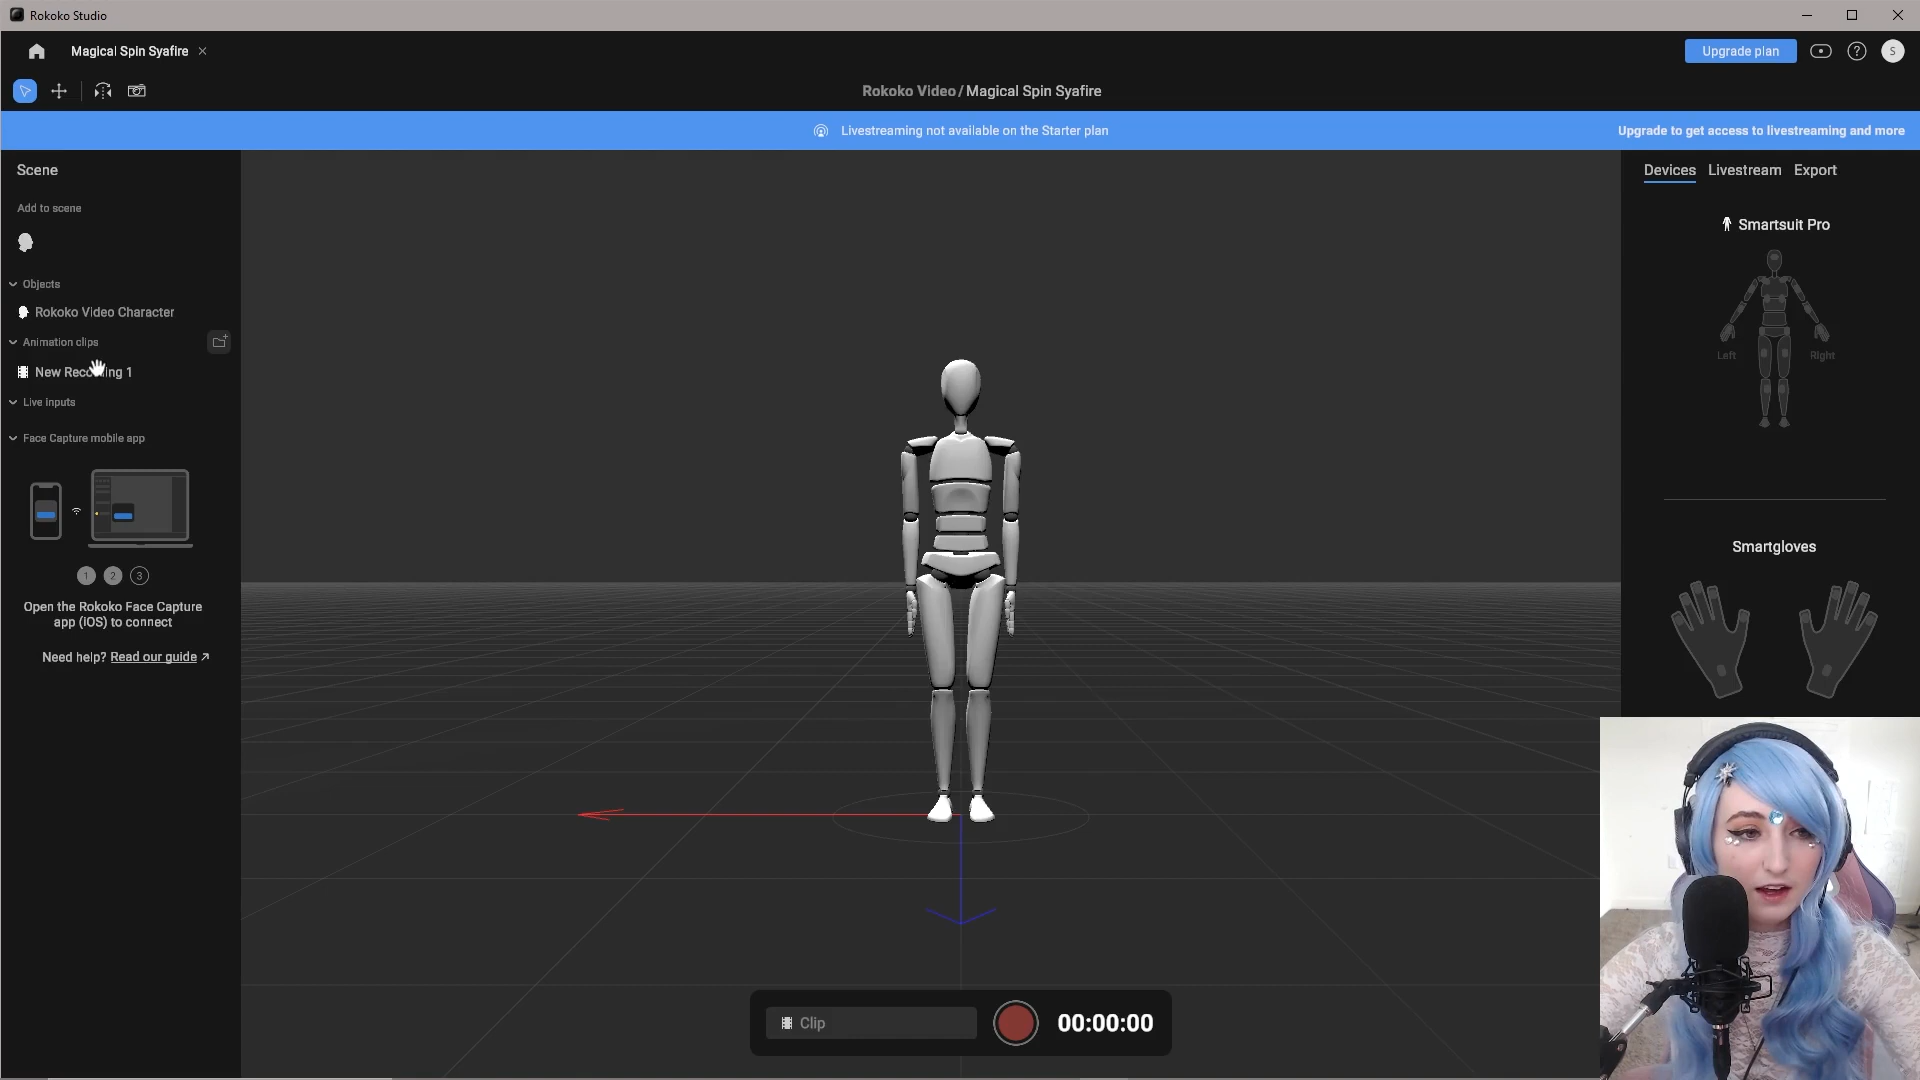 Rokoko Studio
Magical Spin Syafire
Upgrade plan
S
Rokoko Video / Magical Spin Syafire
Livestreaming not available on the Starter plan
Upgrade to get access to livestreaming and more
Scene
Add to scene
Objects
Rokoko Video Character
Animation clips
New Recording 1
Live inputs
Face Capture mobile app
1 2 3
Open the Rokoko Face Capture
app (iOS) to connect
Need help? Read our guide
Devices Livestream Export
Smartsuit Pro
Left Right
Smartgloves
Clip
00:00:00